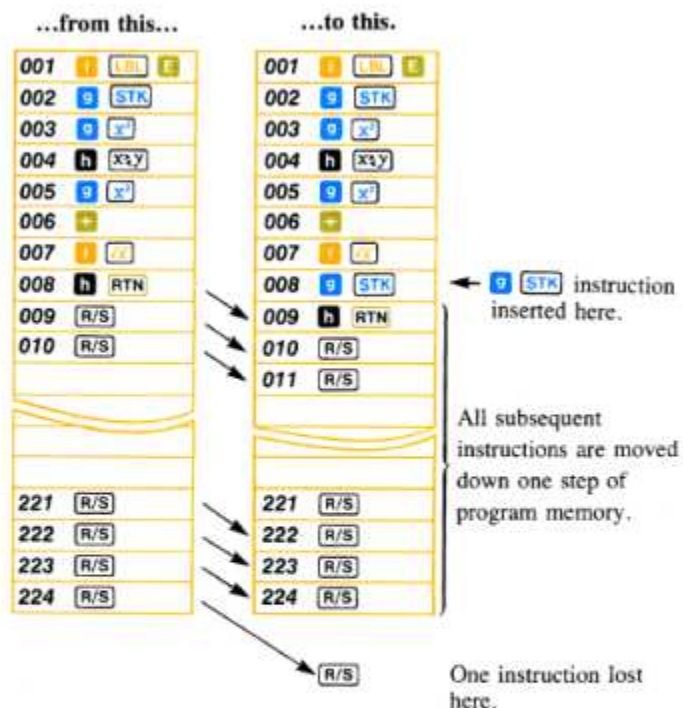 ...from this... ...to this.
001 f LBL E 001 f LBL E
002 g STK 002 g STK
003 g x² 003 g x²
004 h x⇄y 004 h x⇄y
005 g x² 005 g x²
006 + 006 +
007 f √x 007 f √x
008 h RTN 008 g STK g STK instruction
inserted here.
009 R/S 009 h RTN
010 R/S 010 R/S
011 R/S
All subsequent
instructions are moved
down one step of
program memory.
221 R/S 221 R/S
222 R/S 222 R/S
223 R/S 223 R/S
224 R/S 224 R/S
R/S One instruction lost
here.